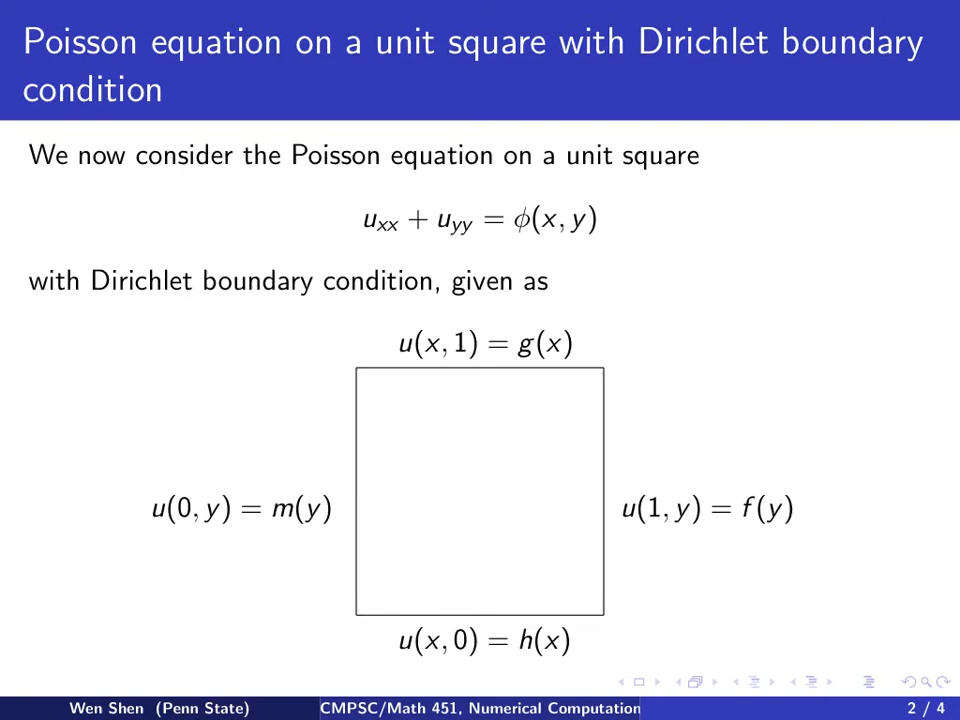 Poisson equation on a unit square with Dirichlet boundary
condition
We now consider the Poisson equation on a unit square
u_xx + u_yy = ϕ(x, y)
with Dirichlet boundary condition, given as
u(x, 1) = g(x)
u(0, y) = m(y)
u(1, y) = f(y)
u(x, 0) = h(x)
Wen Shen (Penn State)
CMPSC/Math 451, Numerical Computation
2 / 4